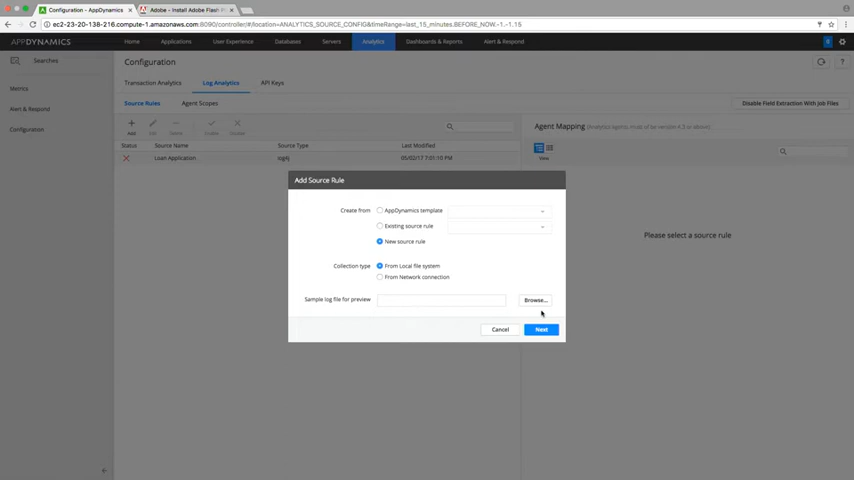 Configuration - AppDynamics
Adobe - Install Adobe Flash P
ec2-23-20-138-216.compute-1.amazonaws.com:8090/controller/#/location=ANALYTICS_SOURCE_CONFIG&timeRange=last_15_minutes.BEFORE_NOW.-1.-1.15
APPDYNAMICS
Home
Applications
User Experience
Databases
Servers
Analytics
Dashboards & Reports
Alert & Respond
Searches
Metrics
Alert & Respond
Configuration
Configuration
Transaction Analytics
Log Analytics
API Keys
Source Rules
Agent Scopes
Disable Field Extraction With Job Files
Add
Edit
Delete
Enable
Disable
Status
Source Name
Source Type
Last Modified
Loan Application
log4j
05/02/17 7:01:10 PM
Agent Mapping (Analytics agents must be version 4.3 or above)
View
Please select a source rule
Add Source Rule
Create from
AppDynamics template
Existing source rule
New source rule
Collection type
From Local file system
From Network connection
Sample log file for preview
Browse...
Cancel
Next